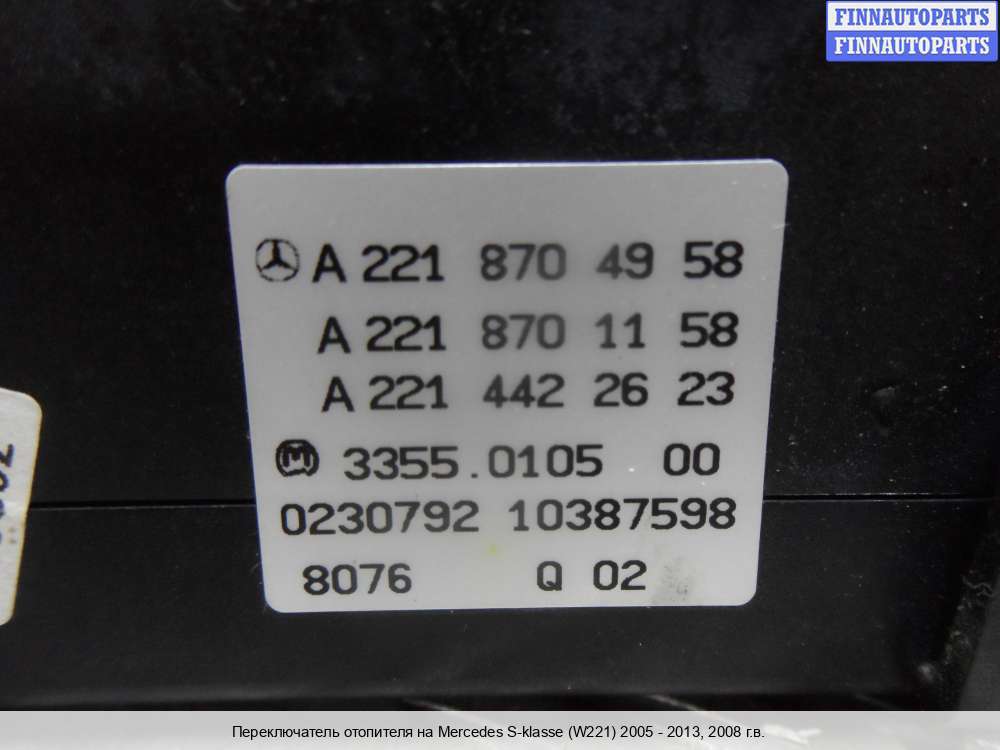 FINNAUTOPARTS
FINNAUTOPARTS
A 221 870 49 58
A 221 870 11 58
A 221 442 26 23
M 3355.0105 00
0230792 10387598
8076 Q 02
Переключатель отопителя на Mercedes S-klasse (W221) 2005 - 2013, 2008 г.в.